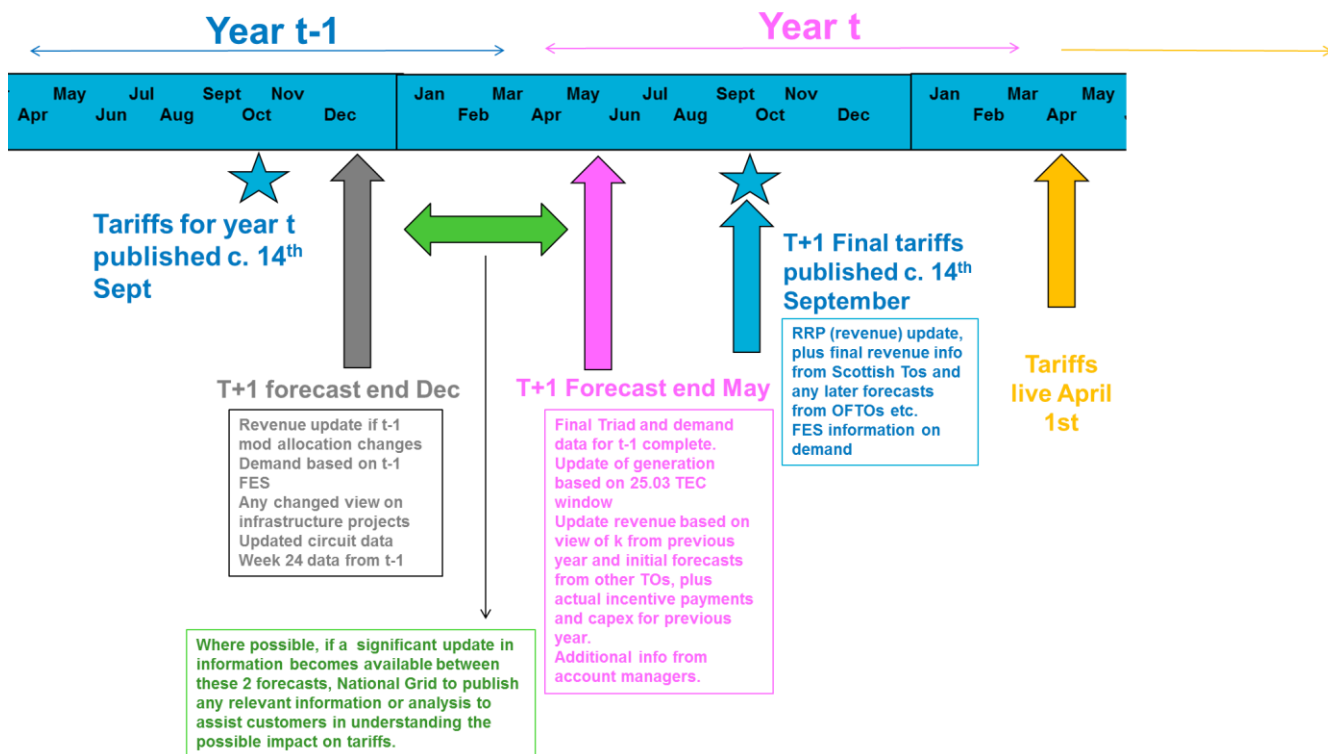 Year t-1
Year t
May Jul Sept Nov Jan Mar May Jul Sept Nov Jan Mar May
Apr Jun Aug Oct Dec Feb Apr Jun Aug Oct Dec Feb Apr
Tariffs for year t
published c. 14th
Sept
T+1 forecast end Dec
Revenue update if t-1
mod allocation changes
Demand based on t-1
FES
Any changed view on
infrastructure projects
Updated circuit data
Week 24 data from t-1
Where possible, if a significant update in
information becomes available between
these 2 forecasts, National Grid to publish
any relevant information or analysis to
assist customers in understanding the
possible impact on tariffs.
T+1 Forecast end May
Final Triad and demand
data for t-1 complete.
Update of generation
based on 25.03 TEC
window
Update revenue based on
view of k from previous
year and initial forecasts
from other TOs, plus
actual incentive payments
and capex for previous
year.
Additional info from
account managers.
T+1 Final tariffs
published c. 14th
September
RRP (revenue) update,
plus final revenue info
from Scottish Tos and
any later forecasts
from OFTOs etc.
FES information on
demand
Tariffs
live April
1st